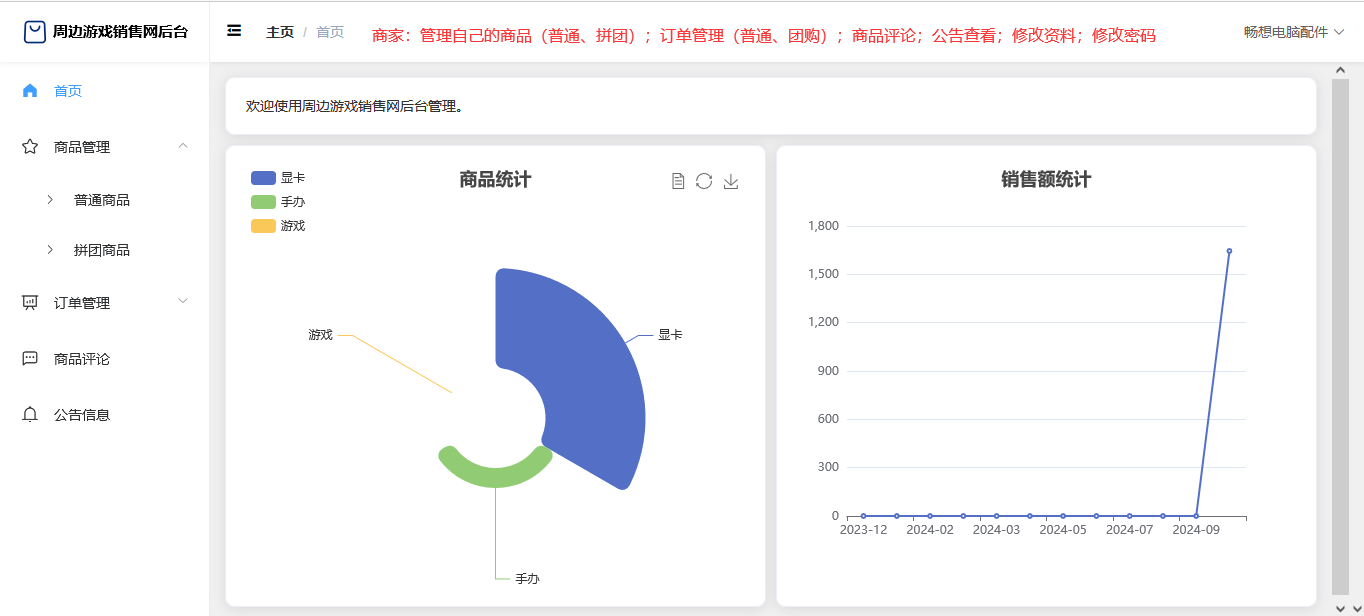 周边游戏销售网后台
主页 / 首页
商家：管理自己的商品（普通、拼团）；订单管理（普通、团购）；商品评论；公告查看；修改资料；修改密码
畅想电脑配件
首页
商品管理
普通商品
拼团商品
订单管理
商品评论
公告信息
欢迎使用周边游戏销售网后台管理。
商品统计
显卡
手办
游戏
游戏
显卡
手办
销售额统计
1,800
1,500
1,200
900
600
300
0
2023-12 2024-02 2024-03 2024-05 2024-07 2024-09